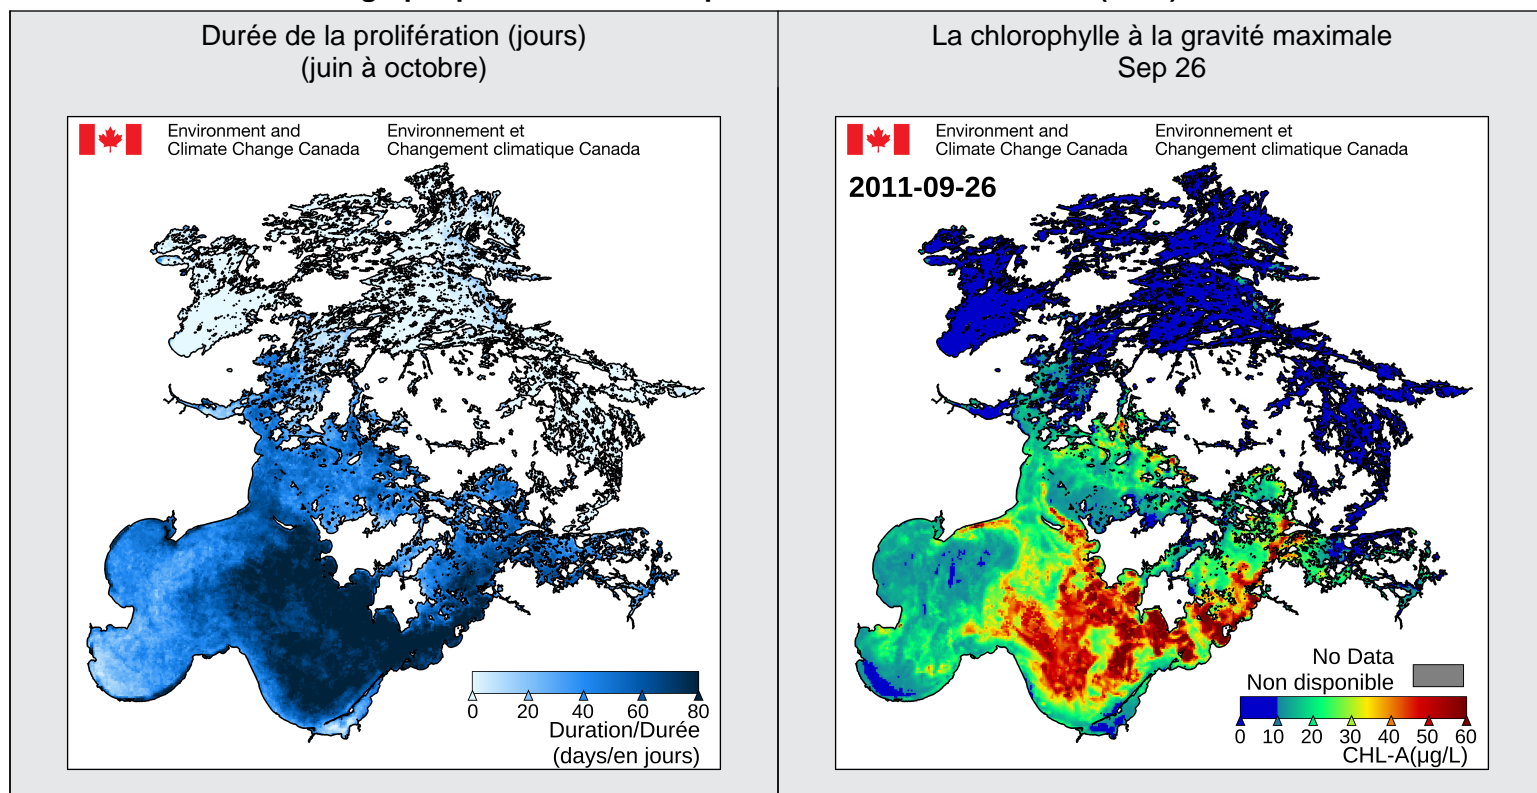 Durée de la prolifération (jours)
(juin à octobre)
Environment and
Climate Change Canada
Environnement et
Changement climatique Canada
0 20 40 60 80
Duration/Durée
(days/en jours)
La chlorophylle à la gravité maximale
Sep 26
Environment and
Climate Change Canada
Environnement et
Changement climatique Canada
2011-09-26
No Data
Non disponible
0 10 20 30 40 50 60
CHL-A(µg/L)